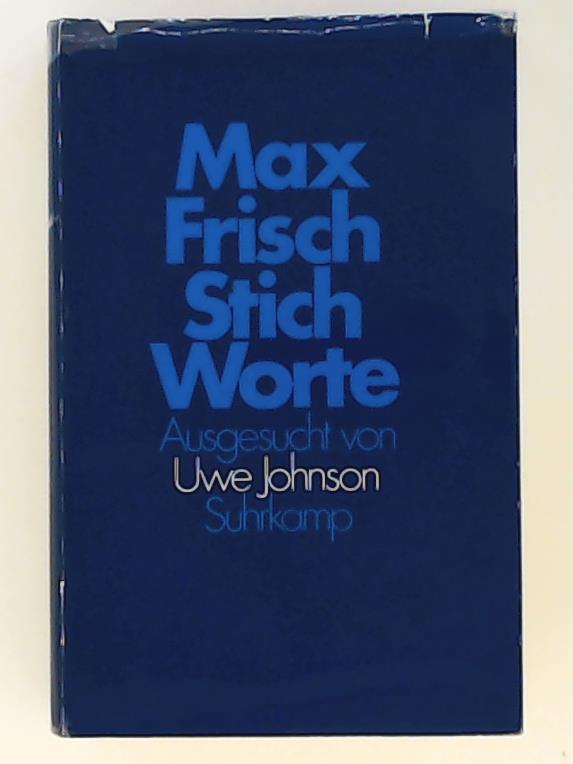 Max
Frisch
Stich
Worte
Ausgesucht von
Uwe Johnson
Suhrkamp